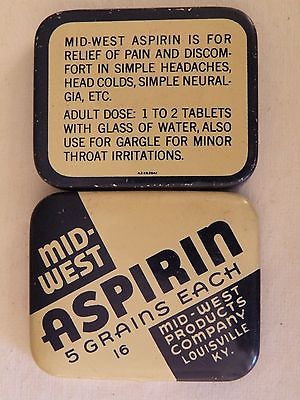 MID-WEST ASPIRIN IS FOR
RELIEF OF PAIN AND DISCOM-
FORT IN SIMPLE HEADACHES,
HEAD COLDS, SIMPLE NEURAL-
GIA, ETC.
ADULT DOSE: 1 TO 2 TABLETS
WITH GLASS OF WATER, ALSO
USE FOR GARGLE FOR MINOR
THROAT IRRITATIONS.
MID-
WEST
ASPIRIN
5 GRAINS EACH
16
MID-WEST
PRODUCTS
COMPANY
LOUISVILLE
KY.